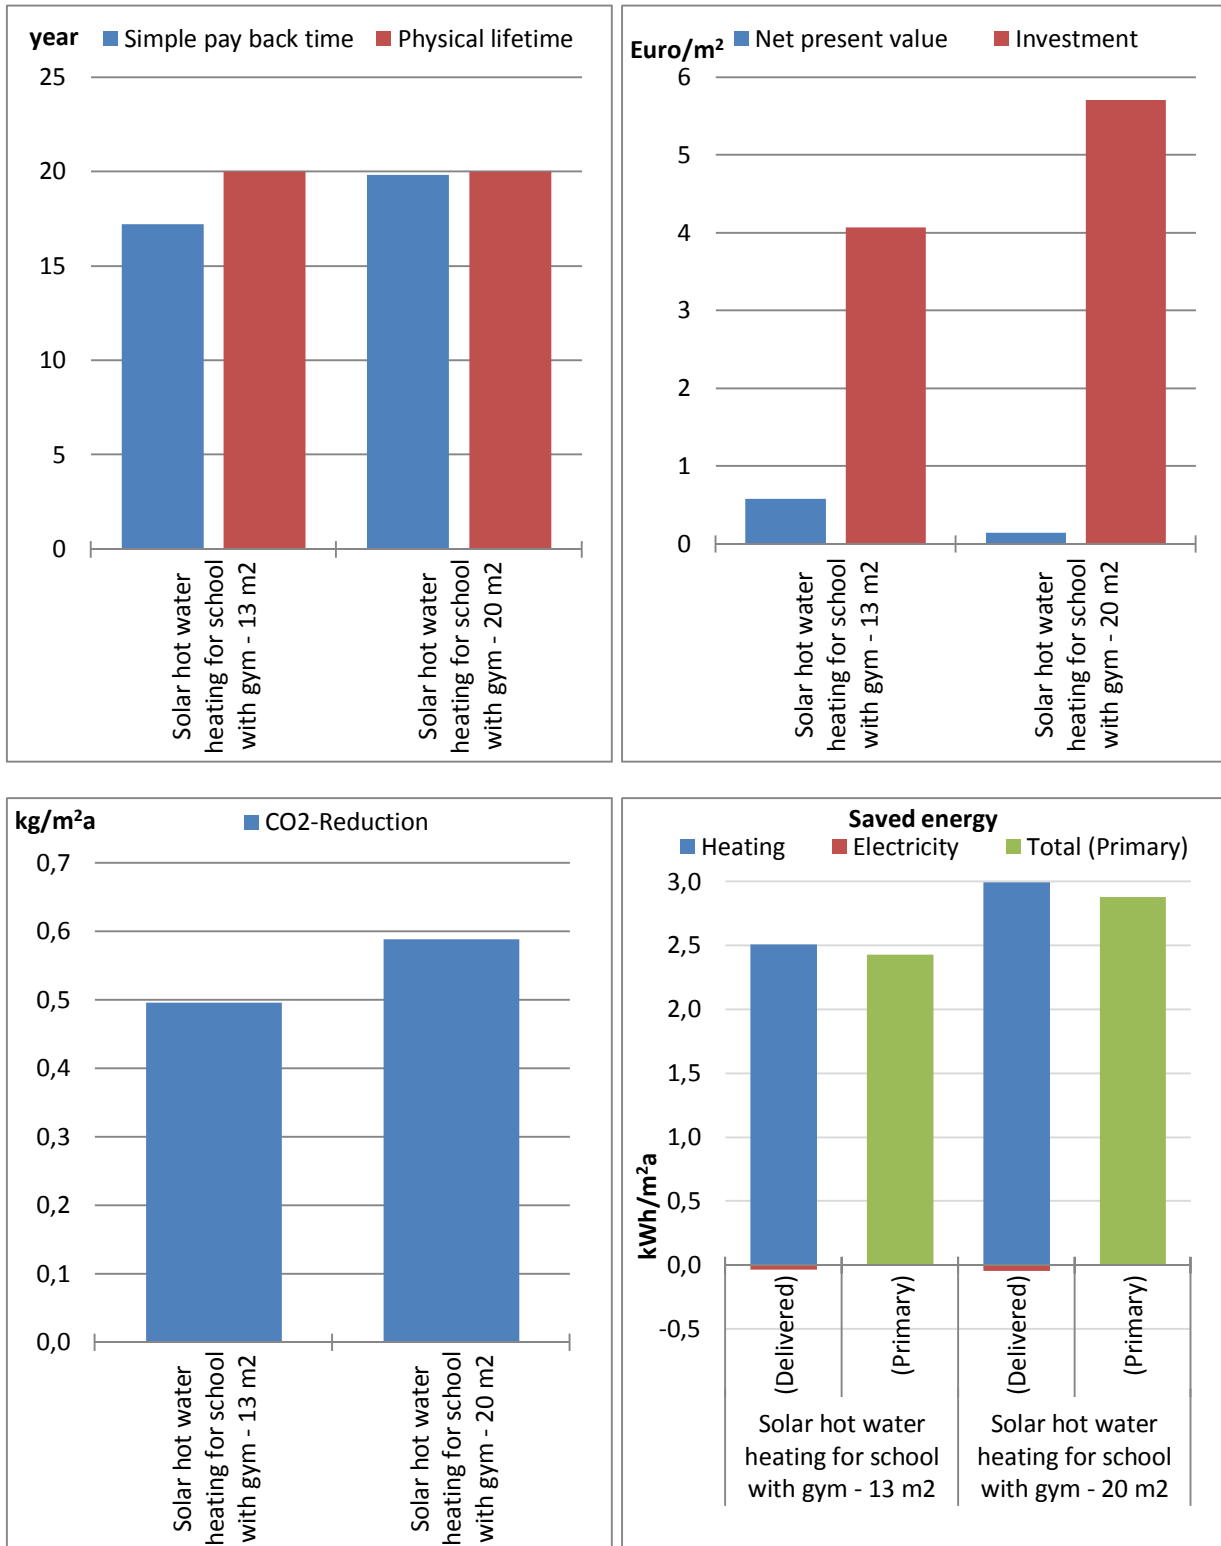 year Simple pay back time Physical lifetime
25
20
15
10
5
0
Solar hot water
heating for school
with gym - 13 m2
Solar hot water
heating for school
with gym - 20 m2
Euro/m² Net present value Investment
6
5
4
3
2
1
0
Solar hot water
heating for school
with gym - 13 m2
Solar hot water
heating for school
with gym - 20 m2
kg/m²a CO2-Reduction
0,7
0,6
0,5
0,4
0,3
0,2
0,1
0,0
Solar hot water
heating for school
with gym - 13 m2
Solar hot water
heating for school
with gym - 20 m2
Saved energy
Heating Electricity Total (Primary)
kWh/m²a
3,0
2,5
2,0
1,5
1,0
0,5
0,0
-0,5
(Delivered) (Primary) (Delivered) (Primary)
Solar hot water
heating for school
with gym - 13 m2
Solar hot water
heating for school
with gym - 20 m2